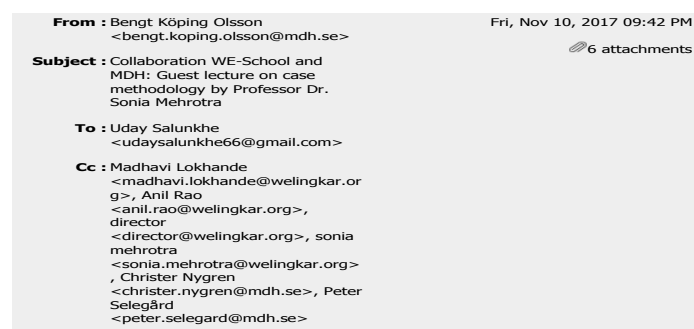 From : Bengt Köping Olsson
<bengt.koping.olsson@mdh.se>
Fri, Nov 10, 2017 09:42 PM
6 attachments
Subject : Collaboration WE-School and
MDH: Guest lecture on case
methodology by Professor Dr.
Sonia Mehrotra
To : Uday Salunkhe
<udaysalunkhe66@gmail.com>
Cc : Madhavi Lokhande
<madhavi.lokhande@welingkar.or
g>, Anil Rao
<anil.rao@welingkar.org>,
director
<director@welingkar.org>, sonia
mehrotra
<sonia.mehrotra@welingkar.org>
, Christer Nygren
<christer.nygren@mdh.se>, Peter
Selegård
<peter.selegard@mdh.se>